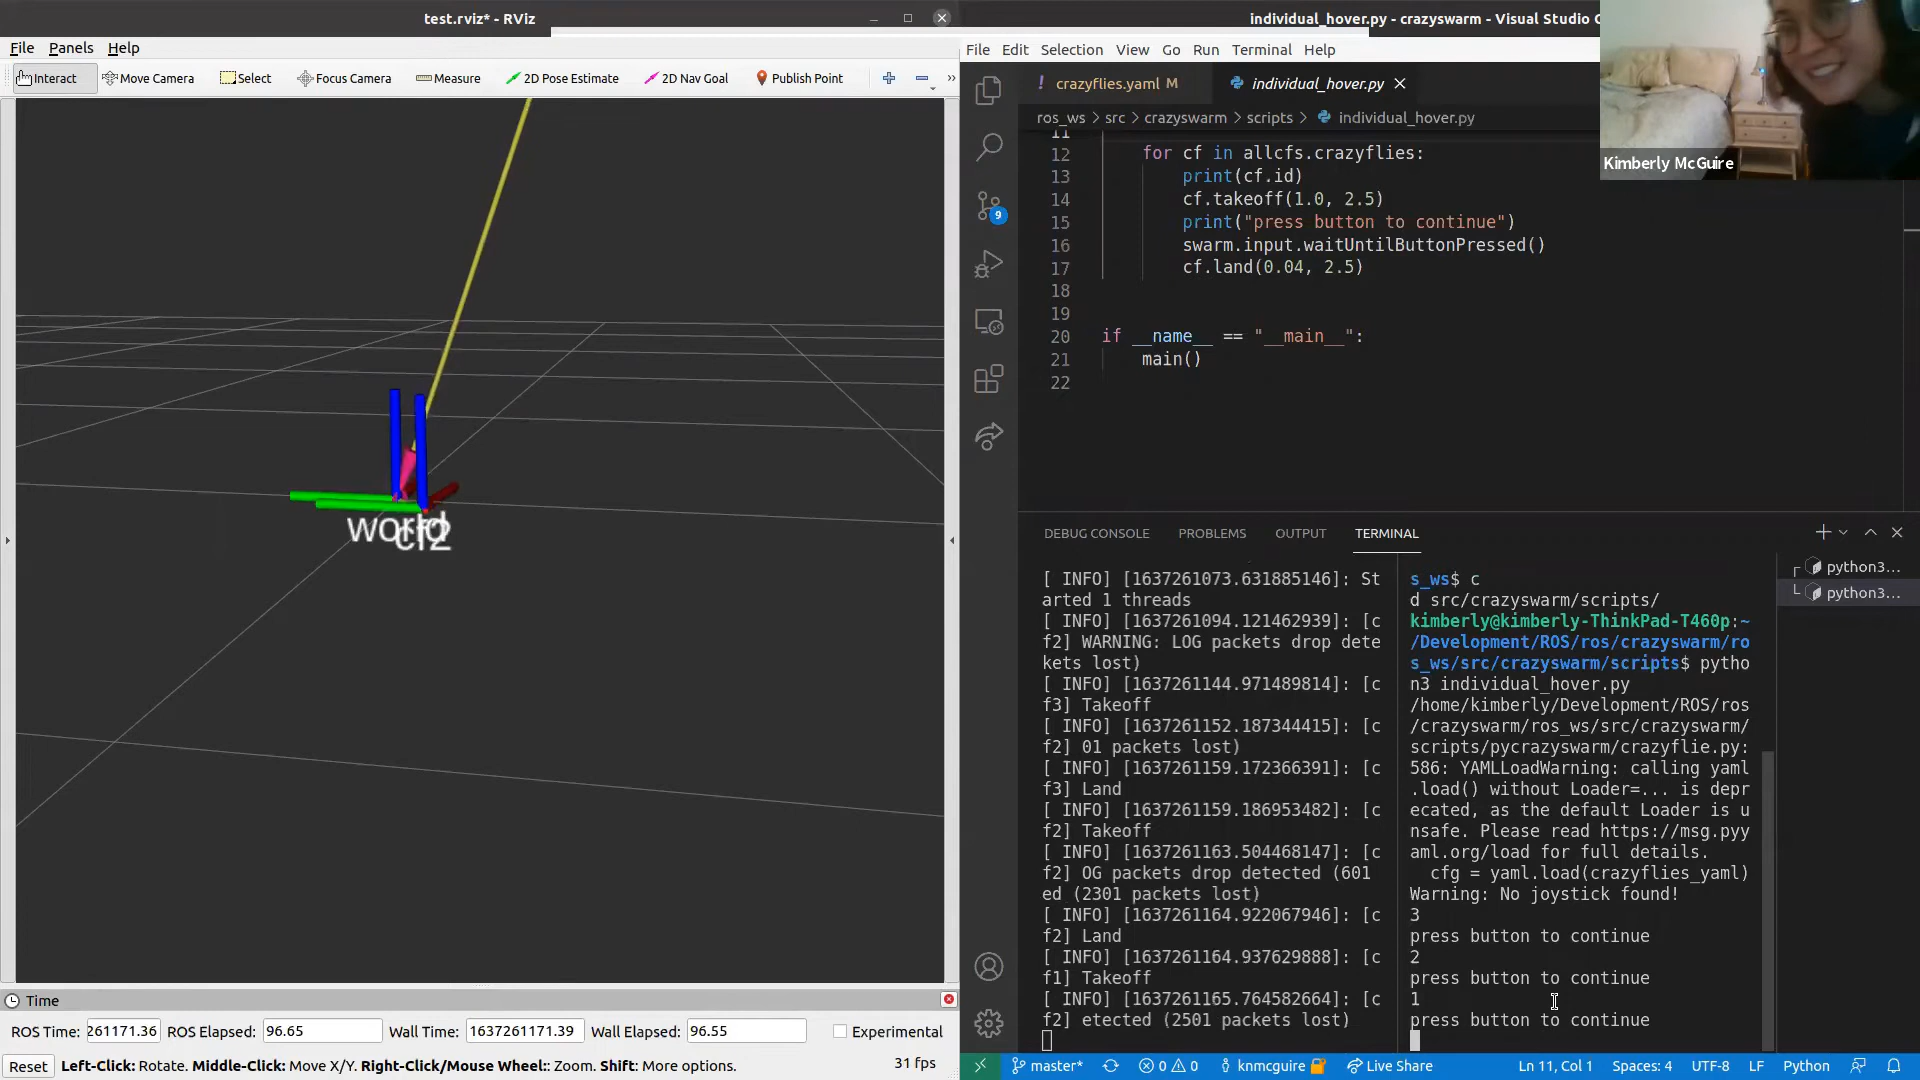 test.rviz* - RViz
File Panels Help
Interact Move Camera Select Focus Camera Measure 2D Pose Estimate 2D Nav Goal Publish Point
world
cf2
Time
ROS Time: 261171.36 ROS Elapsed: 96.65 Wall Time: 1637261171.39 Wall Elapsed: 96.55 Experimental
Reset Left-Click: Rotate. Middle-Click: Move X/Y. Right-Click/Mouse Wheel:: Zoom. Shift: More options. 31 fps
individual_hover.py - crazyswarm - Visual Studio
File Edit Selection View Go Run Terminal Help
! crazyflies.yaml M individual_hover.py
ros_ws > src > crazyswarm > scripts > individual_hover.py
11
12 for cf in allcfs.crazyflies:
13 print(cf.id)
14 cf.takeoff(1.0, 2.5)
15 print("press button to continue")
16 swarm.input.waitUntilButtonPressed()
17 cf.land(0.04, 2.5)
18
19
20 if __name__ == "__main__":
21 main()
22
9
Kimberly McGuire
DEBUG CONSOLE PROBLEMS OUTPUT TERMINAL
[ INFO] [1637261073.631885146]: St
arted 1 threads
[ INFO] [1637261094.121462939]: [c
f2] WARNING: LOG packets drop dete
kets lost)
[ INFO] [1637261144.971489814]: [c
f3] Takeoff
[ INFO] [1637261152.187344415]: [c
f2] 01 packets lost)
[ INFO] [1637261159.172366391]: [c
f3] Land
[ INFO] [1637261159.186953482]: [c
f2] Takeoff
[ INFO] [1637261163.504468147]: [c
f2] OG packets drop detected (601
ed (2301 packets lost)
[ INFO] [1637261164.922067946]: [c
f2] Land
[ INFO] [1637261164.937629888]: [c
f1] Takeoff
[ INFO] [1637261165.764582664]: [c
f2] etected (2501 packets lost)
s_ws$ c
d src/crazyswarm/scripts/
kimberly@kimberly-ThinkPad-T460p:~
/Development/ROS/ros/crazyswarm/ro
s_ws/src/crazyswarm/scripts$ pytho
n3 individual_hover.py
/home/kimberly/Development/ROS/ros
/crazyswarm/ros_ws/src/crazyswarm/
scripts/pycrazyswarm/crazyflie.py:
586: YAMLLoadWarning: calling yaml
.load() without Loader=... is depr
ecated, as the default Loader is u
nsafe. Please read https://msg.pyy
aml.org/load for full details.
cfg = yaml.load(crazyflies_yaml)
Warning: No joystick found!
3
press button to continue
2
press button to continue
1
press button to continue
python3...
python3...
master* 0 0 knmcguire Live Share Ln 11, Col 1 Spaces: 4 UTF-8 LF Python